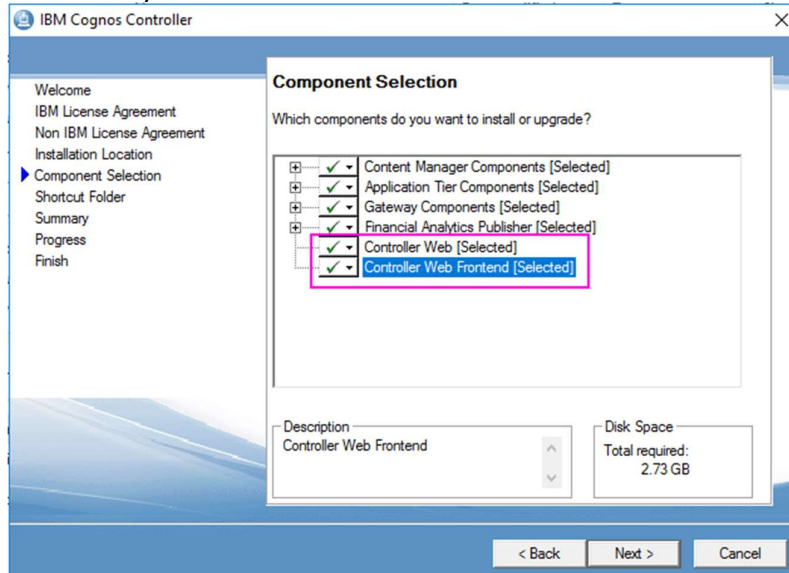 IBM Cognos Controller
Welcome
IBM License Agreement
Non IBM License Agreement
Installation Location
Component Selection
Shortcut Folder
Summary
Progress
Finish
Component Selection
Which components do you want to install or upgrade?
Content Manager Components [Selected]
Application Tier Components [Selected]
Gateway Components [Selected]
Financial Analytics Publisher [Selected]
Controller Web [Selected]
Controller Web Frontend [Selected]
Description
Controller Web Frontend
Disk Space
Total required:
2.73 GB
< Back
Next >
Cancel